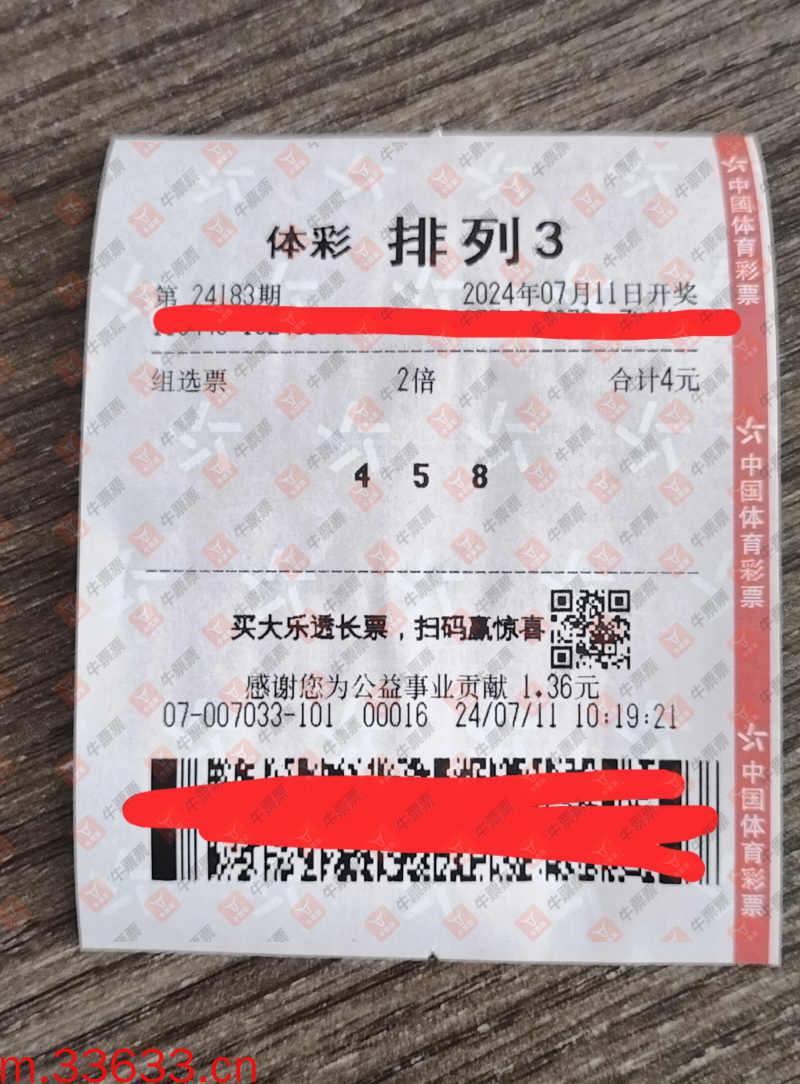 体彩 排列3
第 24183期 2024年07月11日开奖
组选票 2倍 合计4元
4 5 8
买大乐透长票，扫码赢惊喜
感谢您为公益事业贡献 1.36元
07-007033-101 00016 24/07/11 10:19:21
中国体育彩票
中国体育彩票
中国体育彩票
牛票票
m.33633.cn